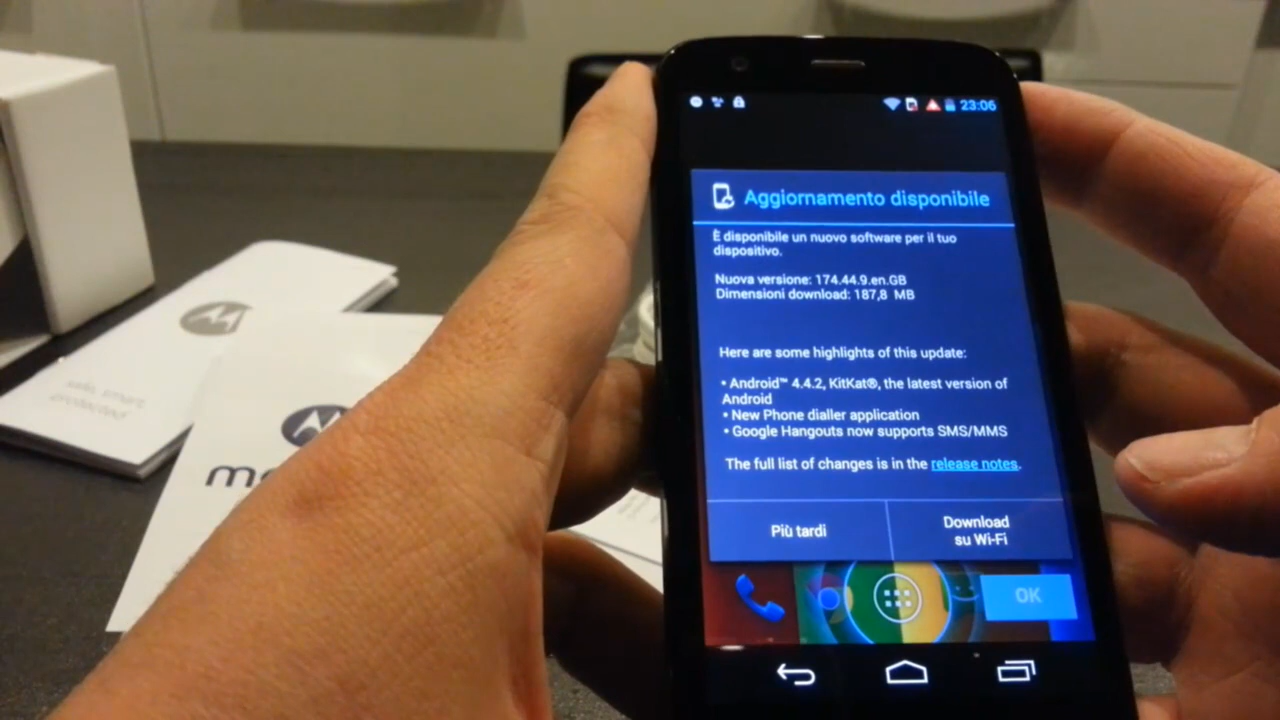 23:06
Aggiornamento disponibile
È disponibile un nuovo software per il tuo
dispositivo.
Nuova versione: 174.44.9.en.GB
Dimensioni download: 187,8 MB
Here are some highlights of this update:
• Android™ 4.4.2, KitKat®, the latest version of
Android
• New Phone dialler application
• Google Hangouts now supports SMS/MMS
The full list of changes is in the release notes.
Più tardi
Download
su Wi-Fi
OK